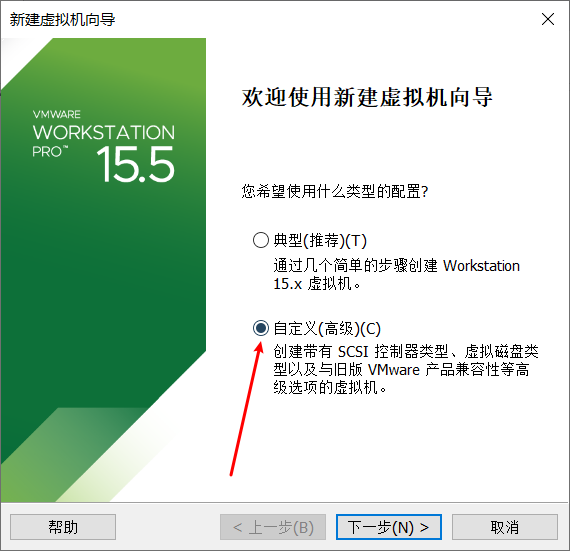 新建虚拟机向导
VMWARE
WORKSTATION
PRO™
15.5
欢迎使用新建虚拟机向导
您希望使用什么类型的配置?
典型(推荐)(T)
通过几个简单的步骤创建 Workstation
15.x 虚拟机。
自定义(高级)(C)
创建带有 SCSI 控制器类型、虚拟磁盘类
型以及与旧版 VMware 产品兼容性等高
级选项的虚拟机。
帮助
< 上一步(B)
下一步(N) >
取消